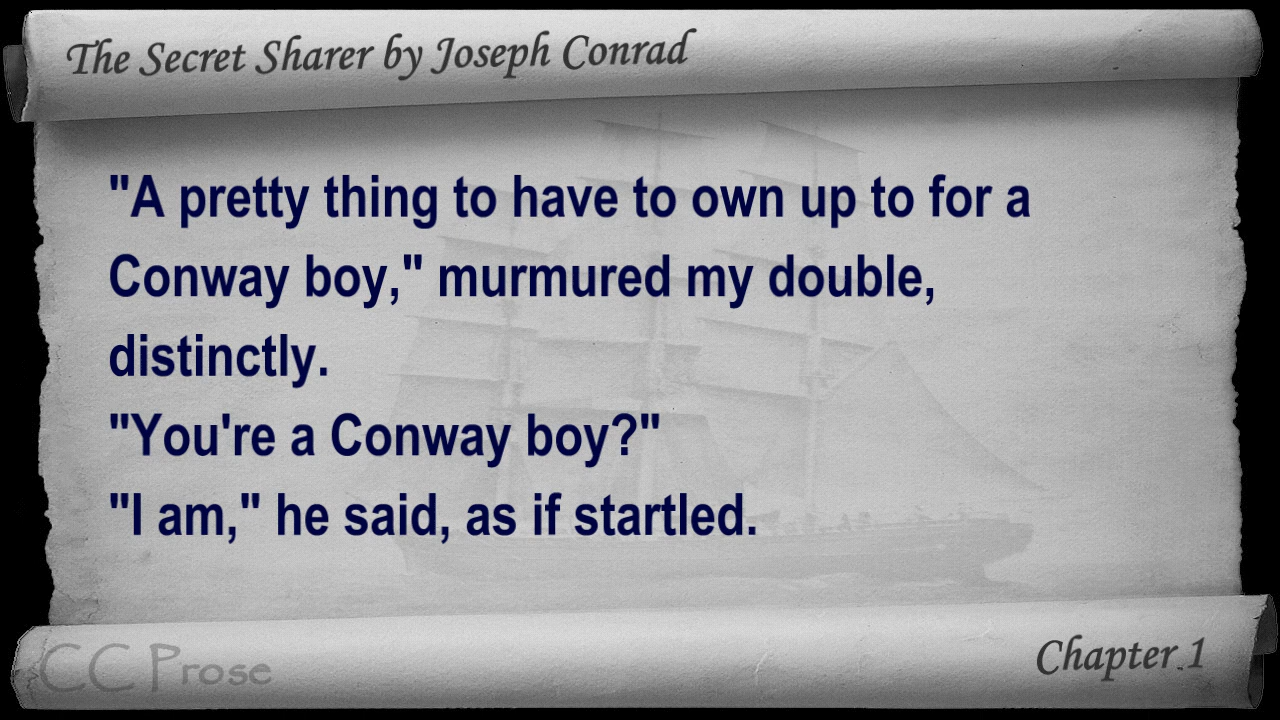 The Secret Sharer by Joseph Conrad
"A pretty thing to have to own up to for a
Conway boy," murmured my double,
distinctly.
"You're a Conway boy?"
"I am," he said, as if startled.
CC Prose
Chapter 1